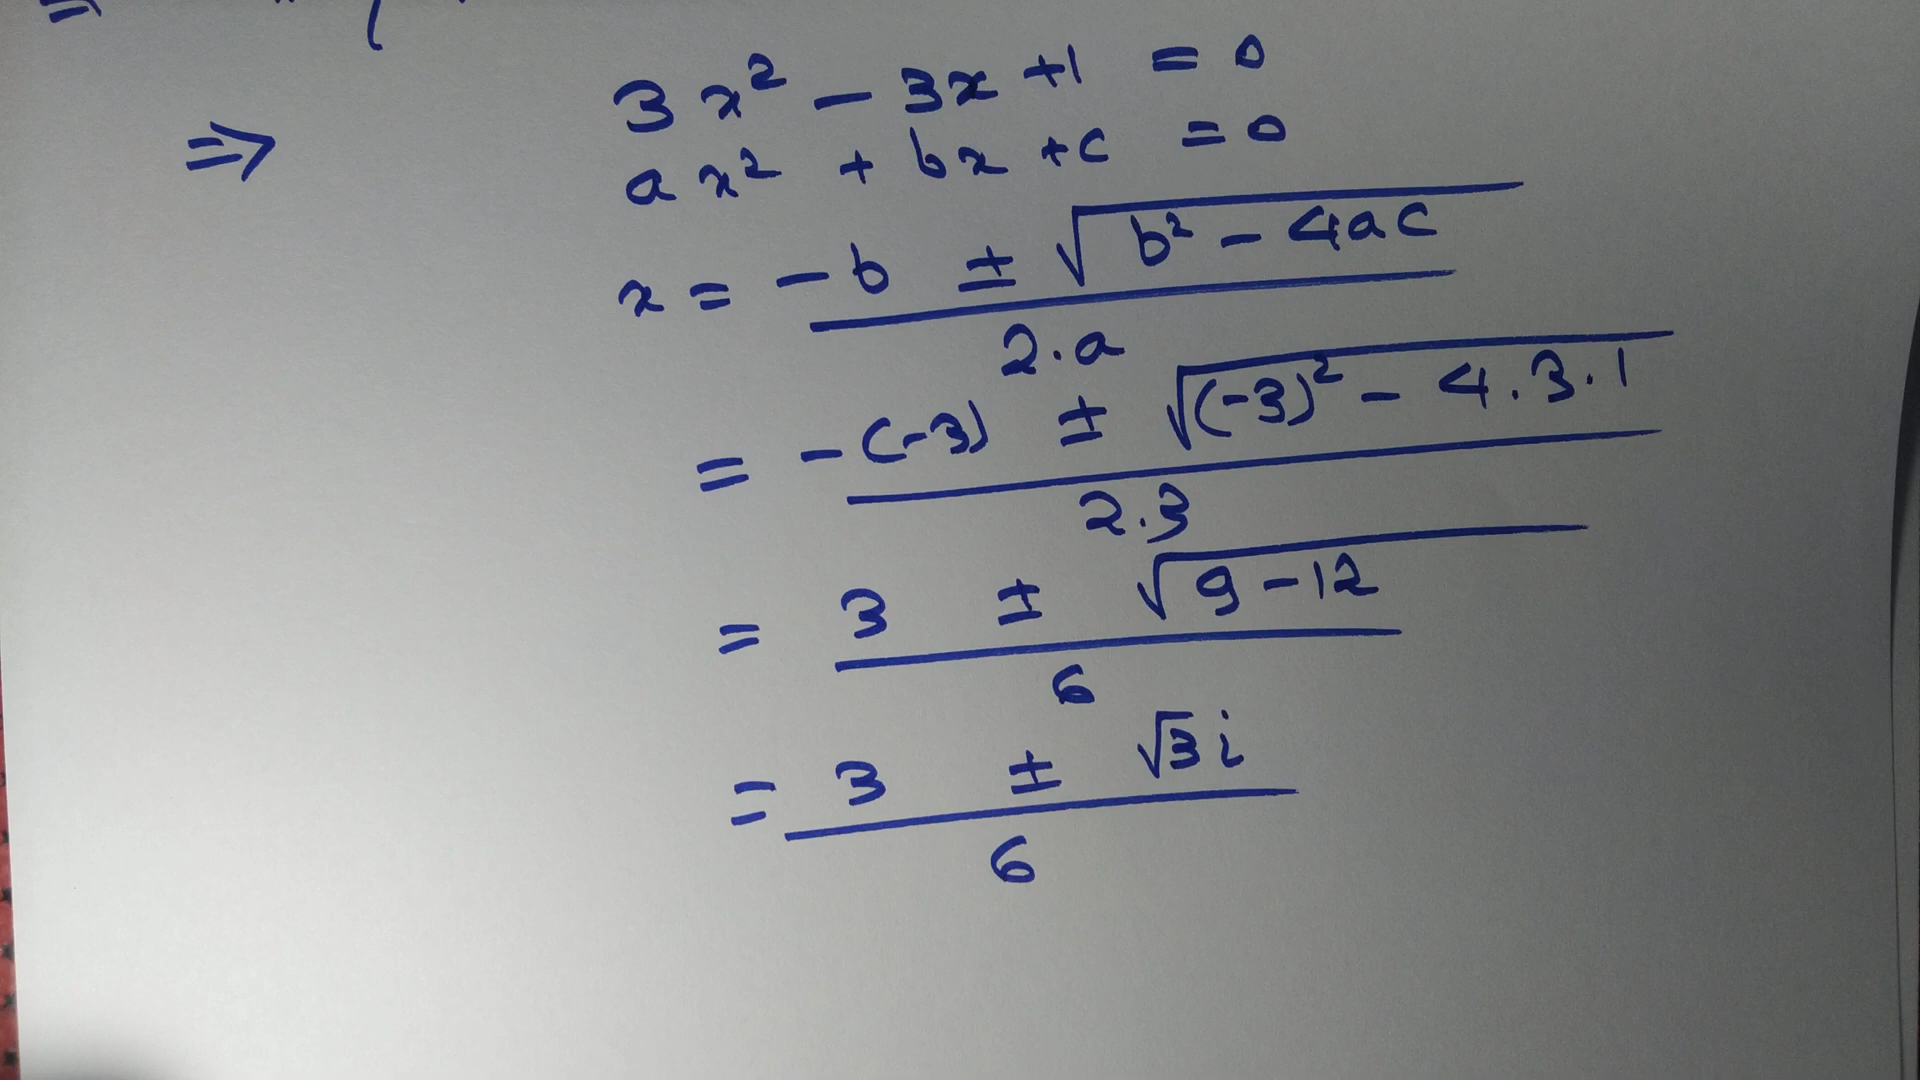 ⇒ 3x² - 3x +1 = 0
ax² + bx +c = 0
x = -b ± √(b² - 4ac) / 2.a
= -(-3) ± √((-3)² - 4.3.1) / 2.3
= 3 ± √(9-12) / 6
= 3 ± √3 i / 6